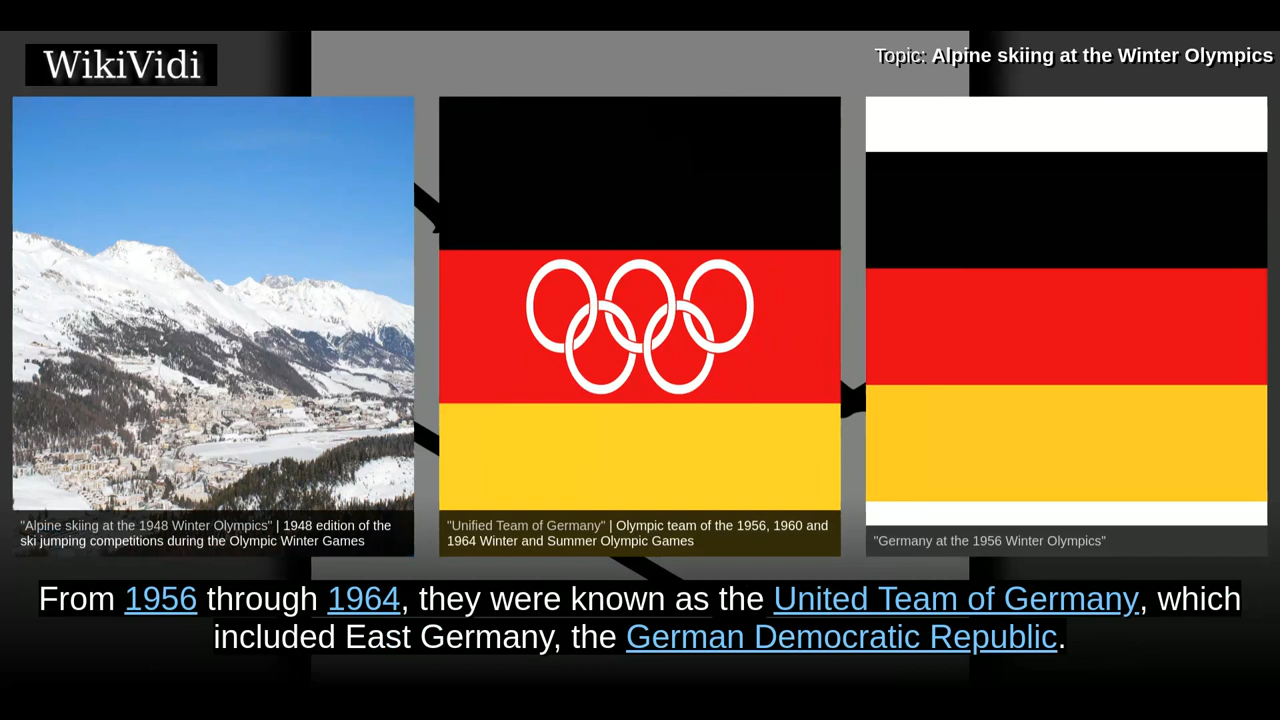 WikiVidi
Topic: Alpine skiing at the Winter Olympics
"Alpine skiing at the 1948 Winter Olympics" | 1948 edition of the
ski jumping competitions during the Olympic Winter Games
"Unified Team of Germany" | Olympic team of the 1956, 1960 and
1964 Winter and Summer Olympic Games
"Germany at the 1956 Winter Olympics"
From 1956 through 1964, they were known as the United Team of Germany, which
included East Germany, the German Democratic Republic.